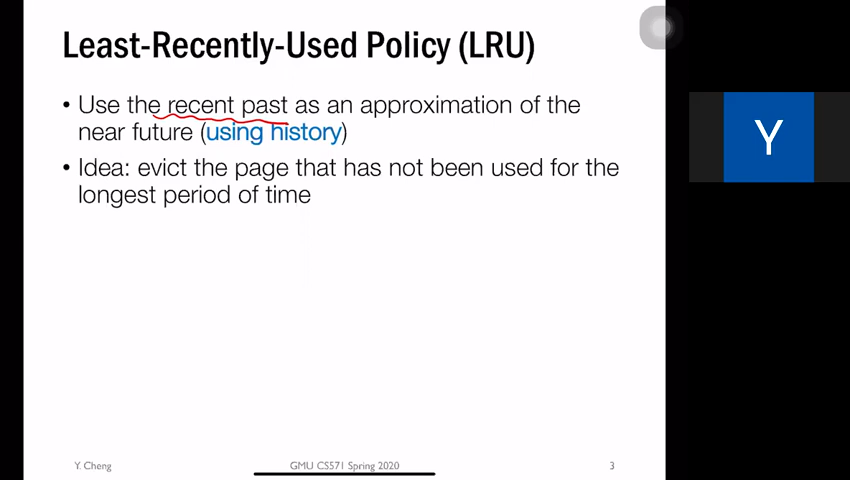 Least-Recently-Used Policy (LRU)
• Use the recent past as an approximation of the
near future (using history)
• Idea: evict the page that has not been used for the
longest period of time
Y
Y. Cheng
GMU CS571 Spring 2020
3